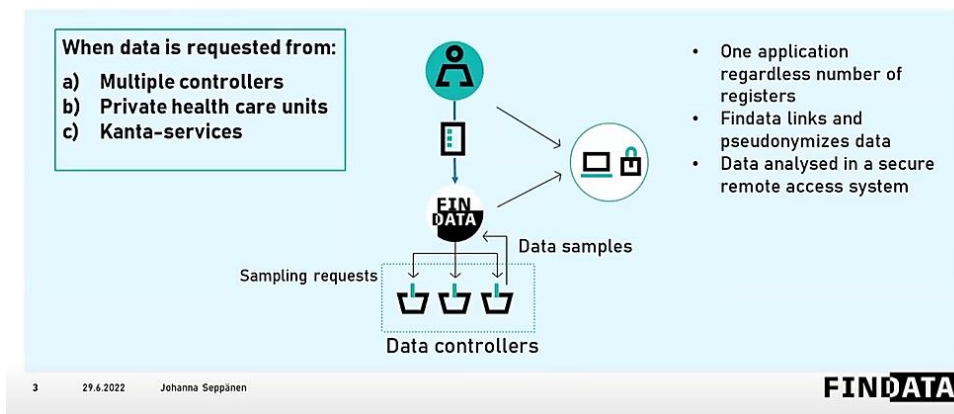 When data is requested from:
a) Multiple controllers
b) Private health care units
c) Kanta-services
FIN
DATA
Data samples
Sampling requests
Data controllers
• One application
regardless number of
registers
• Findata links and
pseudonymizes data
• Data analysed in a secure
remote access system
3 29.6.2022 Johanna Seppänen
FINDATA